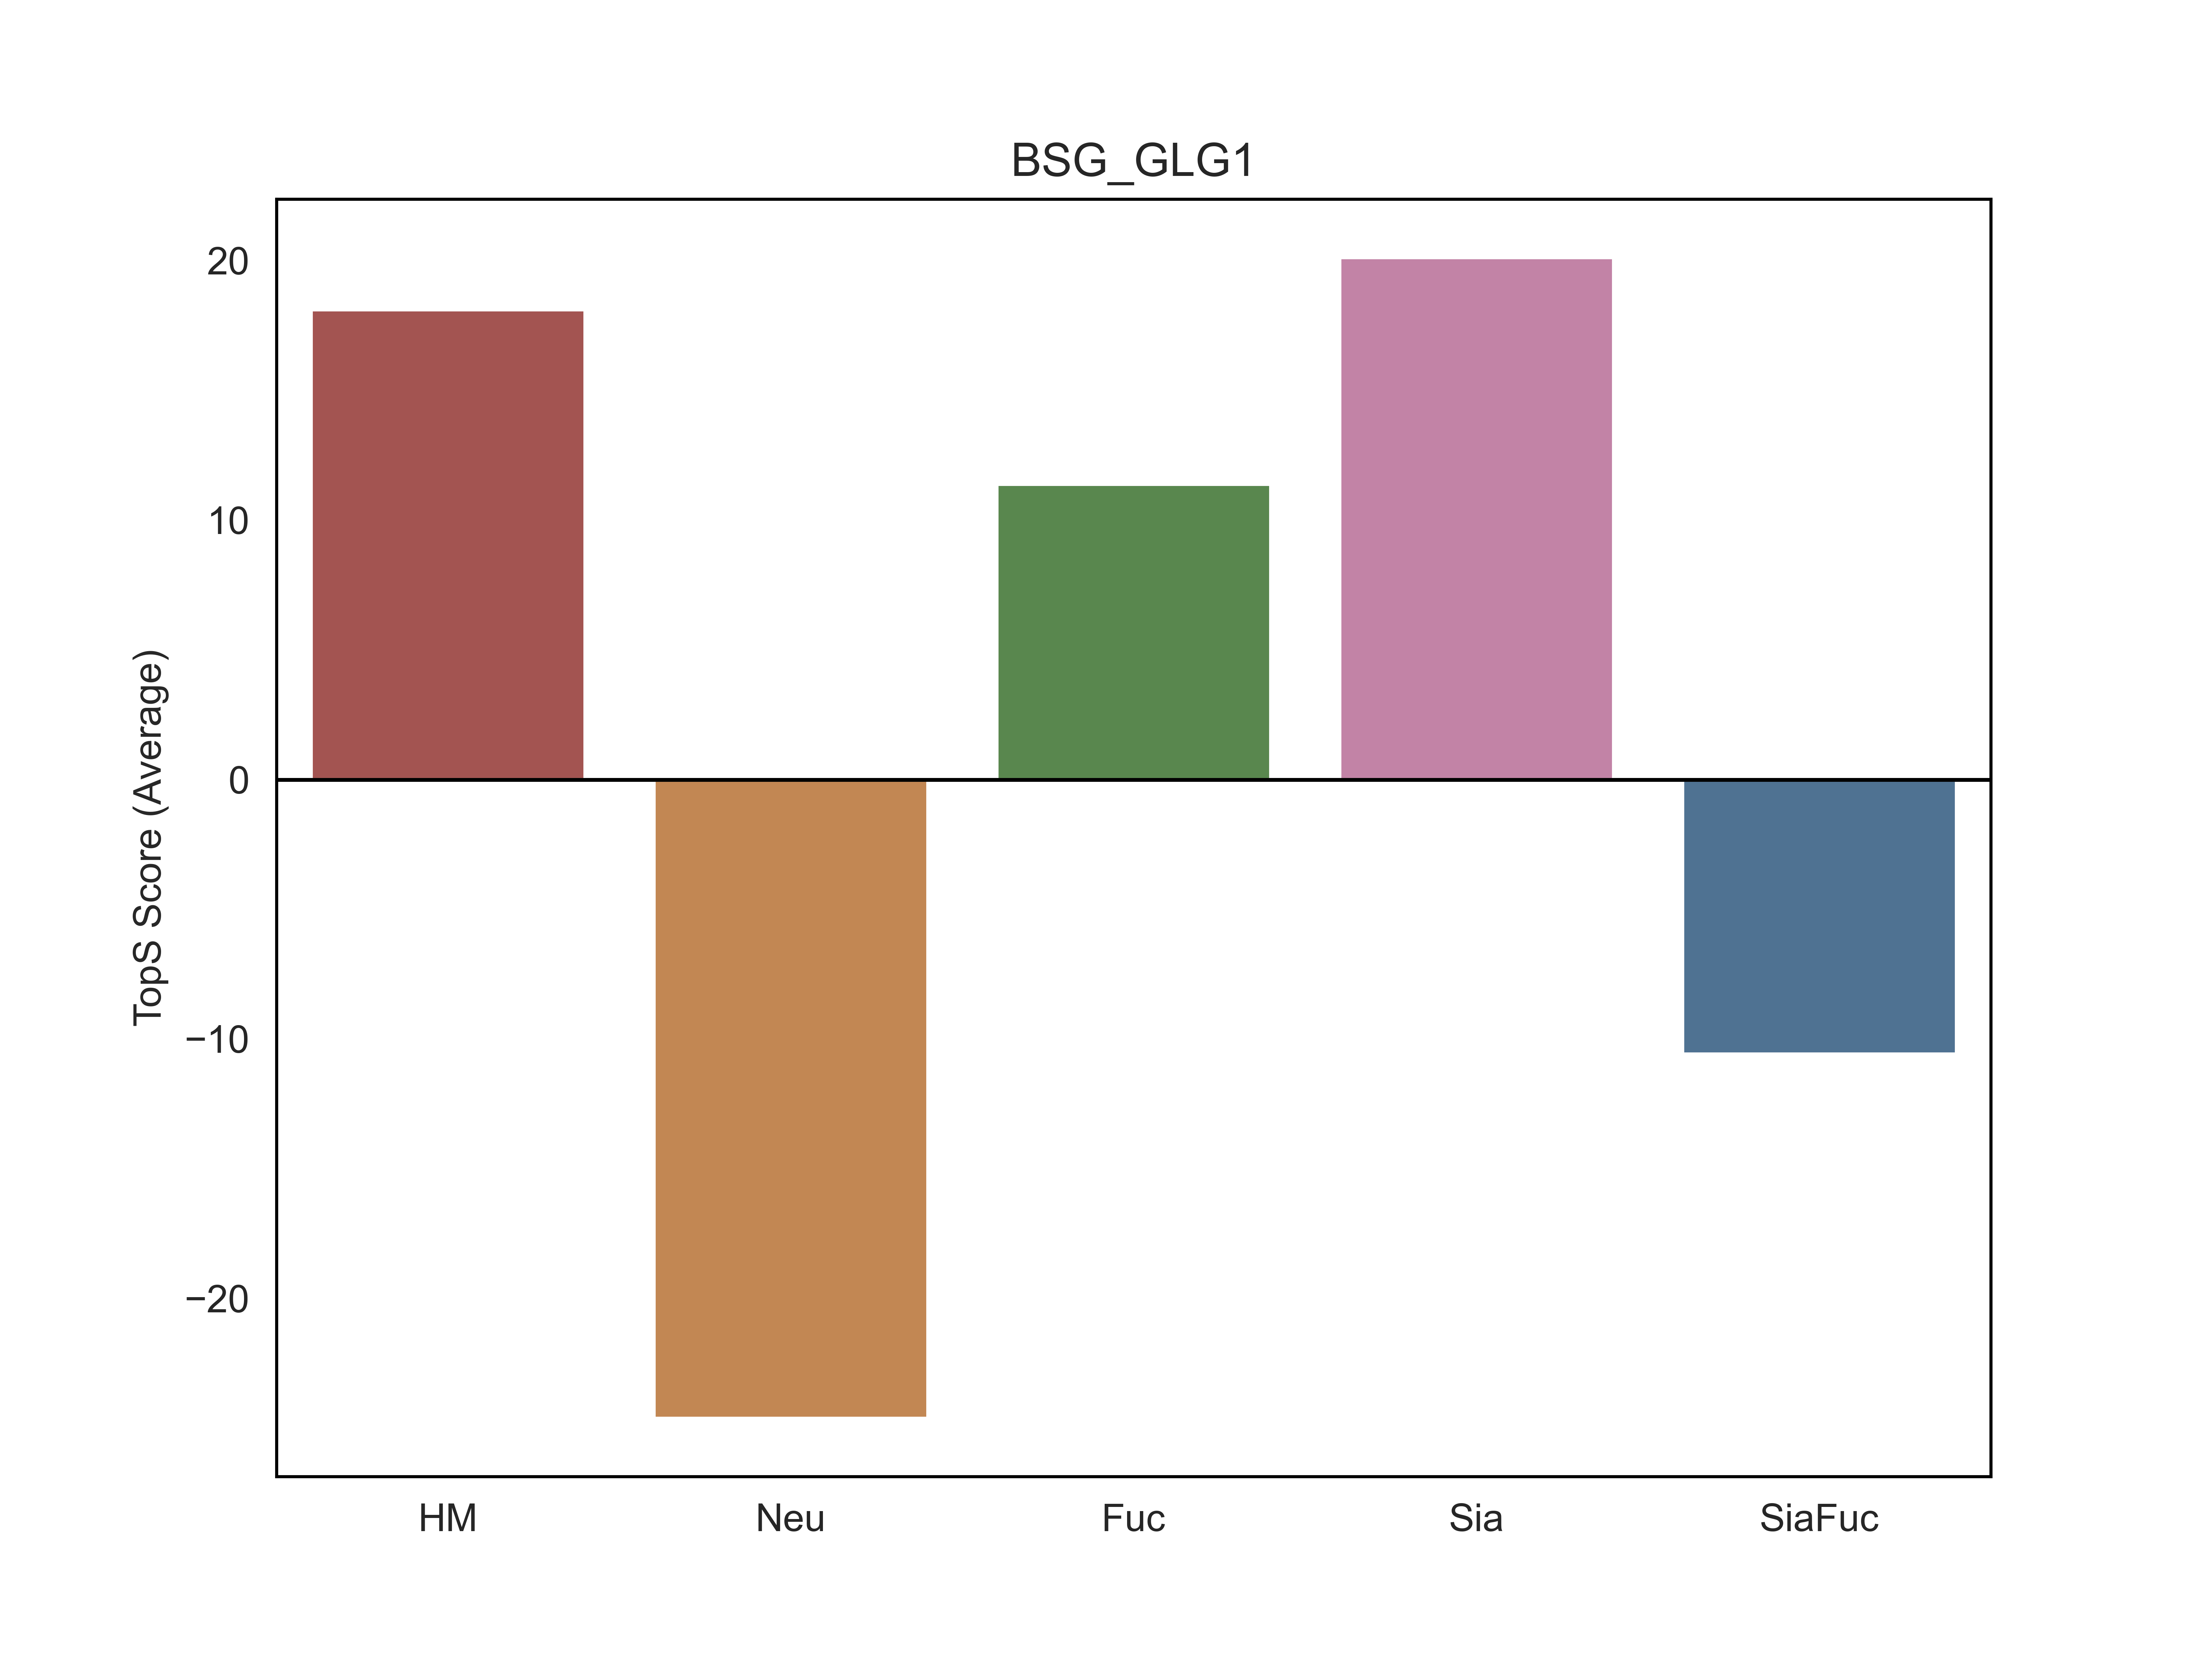 BSG_GLG1
TopS Score (Average)
20
10
0
−10
−20
HM
Neu
Fuc
Sia
SiaFuc